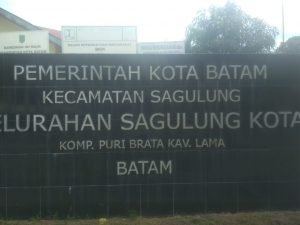 PEMERINTAH KOTA BATAM
KECAMATAN SAGULUNG
ELURAHAN SAGULUNG KOTA
KOMP. PURI BRATA KAV. LAMA
BATAM